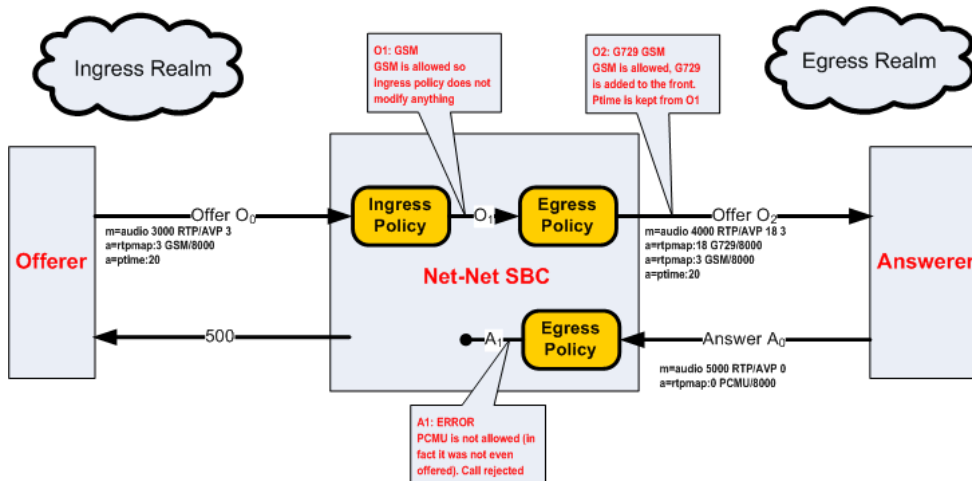 Ingress Realm
Egress Realm
O1: GSM
GSM is allowed so
ingress policy does not
modify anything
O2: G729 GSM
GSM is allowed, G729
is added to the front.
Ptime is kept from O1
Offerer
Offer O0
m=audio 3000 RTP/AVP 3
a=rtpmap:3 GSM/8000
a=ptime:20
Ingress
Policy
O1
Egress
Policy
Net-Net SBC
Offer O2
m=audio 4000 RTP/AVP 18 3
a=rtpmap:18 G729/8000
a=rtpmap:3 GSM/8000
a=ptime:20
Answerer
500
A1
Egress
Policy
Answer A0
m=audio 5000 RTP/AVP 0
a=rtpmap:0 PCMU/8000
A1: ERROR
PCMU is not allowed (in
fact it was not even
offered). Call rejected